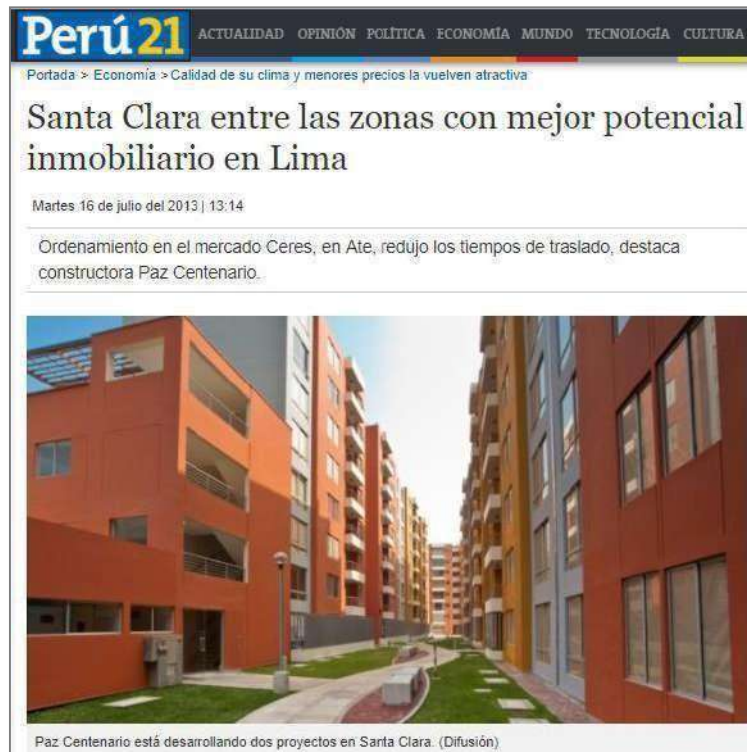 Perú21 ACTUALIDAD OPINIÓN POLÍTICA ECONOMÍA MUNDO TECNOLOGÍA CULTURA
Portada > Economía > Calidad de su clima y menores precios la vuelven atractiva
Santa Clara entre las zonas con mejor potencial
inmobiliario en Lima
Martes 16 de julio del 2013 | 13:14
Ordenamiento en el mercado Ceres, en Ate, redujo los tiempos de traslado, destaca
constructora Paz Centenario.
Paz Centenario está desarrollando dos proyectos en Santa Clara. (Difusión)